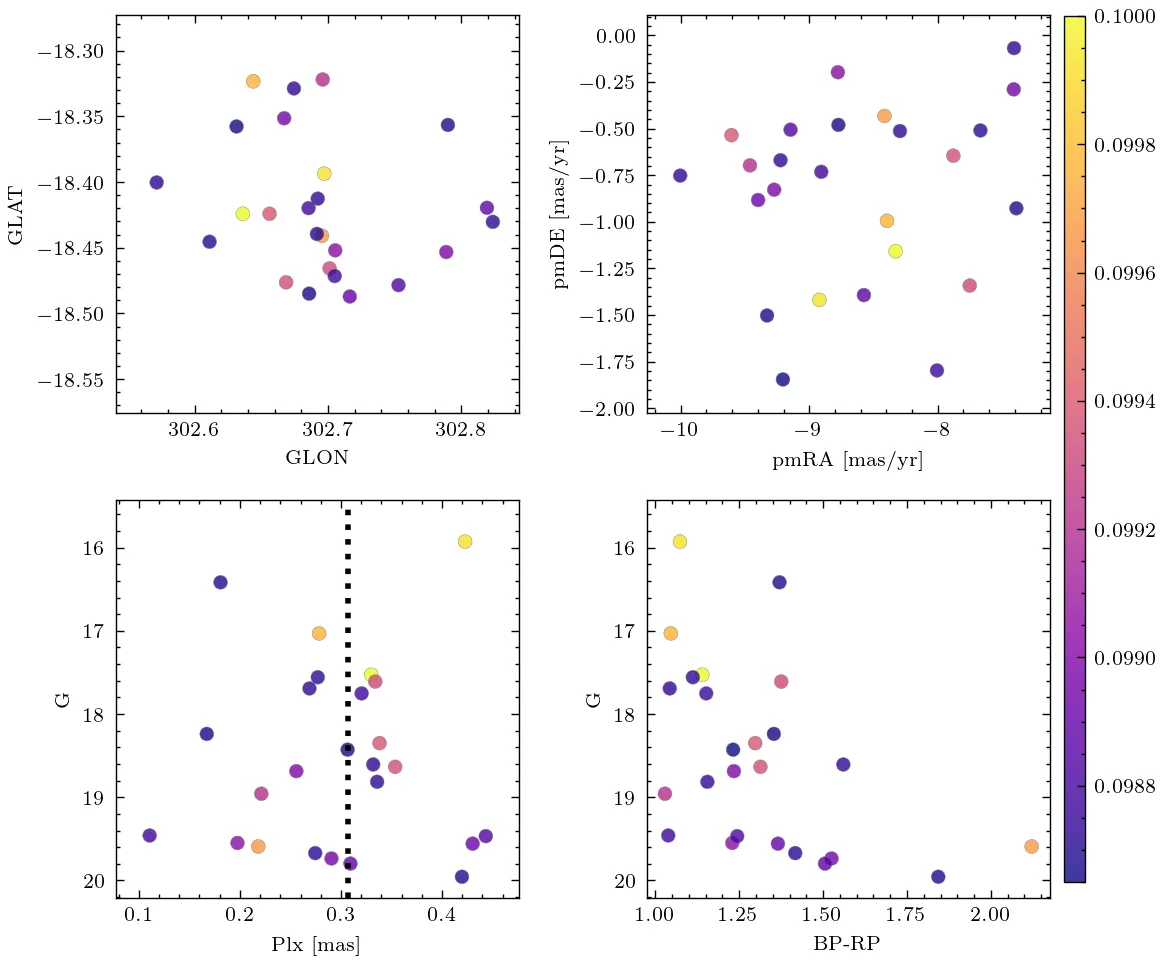 −18.30
−18.35
−18.40
−18.45
−18.50
−18.55
GLAT
302.6 302.7 302.8
GLON
0.00
−0.25
−0.50
−0.75
−1.00
−1.25
−1.50
−1.75
−2.00
pmDE [mas/yr]
−10 −9 −8
pmRA [mas/yr]
16
17
18
19
20
G
0.1 0.2 0.3 0.4
Plx [mas]
16
17
18
19
20
G
1.00 1.25 1.50 1.75 2.00
BP-RP
0.1000
0.0998
0.0996
0.0994
0.0992
0.0990
0.0988